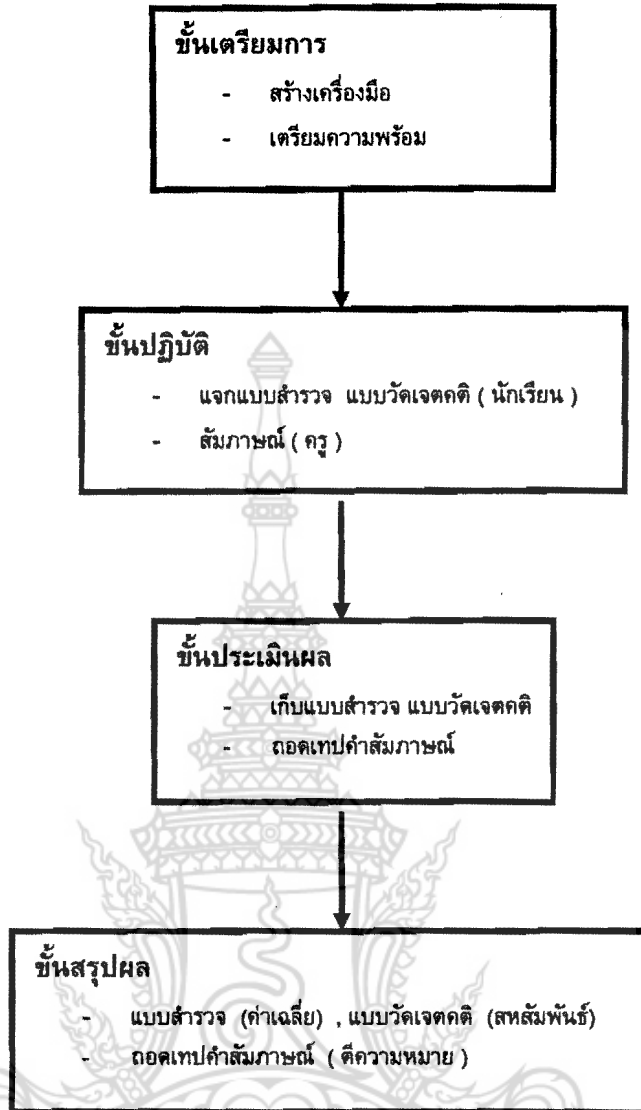 ขั้นเตรียมการ
- สร้างเครื่องมือ
- เตรียมความพร้อม
ขั้นปฏิบัติ
- แจกแบบสำรวจ แบบวัดเจตคติ ( นักเรียน )
- สัมภาษณ์ ( ครู )
ขั้นประเมินผล
- เก็บแบบสำรวจ แบบวัดเจตคติ
- ถอดเทปคำสัมภาษณ์
ขั้นสรุปผล
- แบบสำรวจ (ค่าเฉลี่ย) , แบบวัดเจตคติ (สหสัมพันธ์)
- ถอดเทปคำสัมภาษณ์ ( ตีความหมาย )